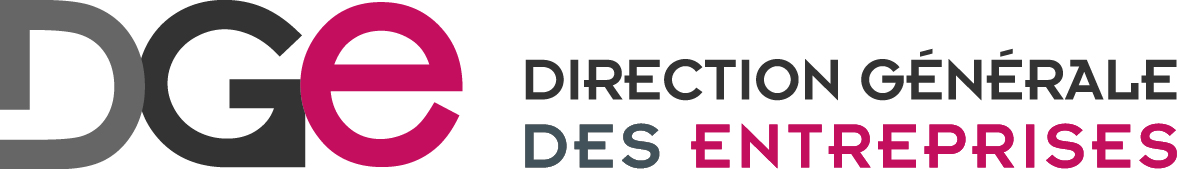 DGe
DIRECTION GÉNÉRALE
DES ENTREPRISES